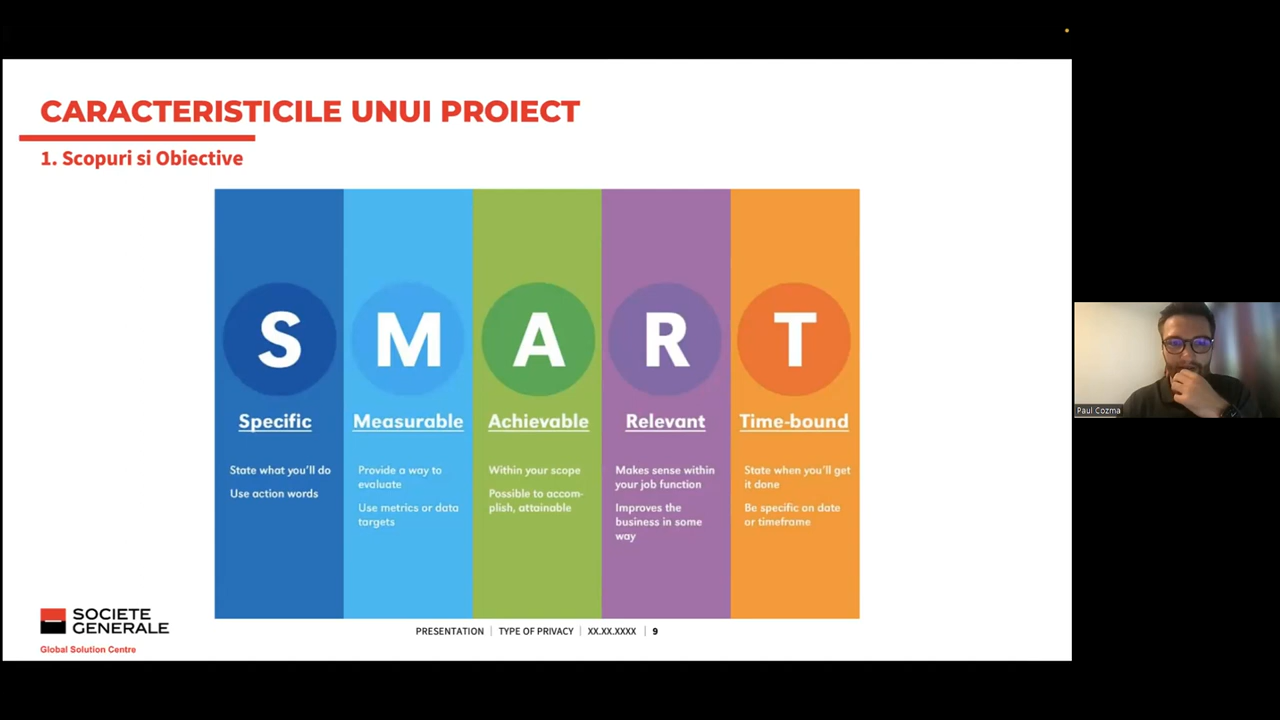 CARACTERISTICILE UNUI PROIECT
1. Scopuri si Obiective
S
M
A
R
T
Specific
Measurable
Achievable
Relevant
Time-bound
State what you'll do
Use action words
Provide a way to
evaluate
Use metrics or data
targets
Within your scope
Possible to accom-
plish, attainable
Makes sense within
your job function
Improves the
business in some
way
State when you'll get
it done
Be specific on date
or timeframe
SOCIETE
GENERALE
Global Solution Centre
PRESENTATION | TYPE OF PRIVACY | XX.XX.XXXX | 9
Paul Cozma